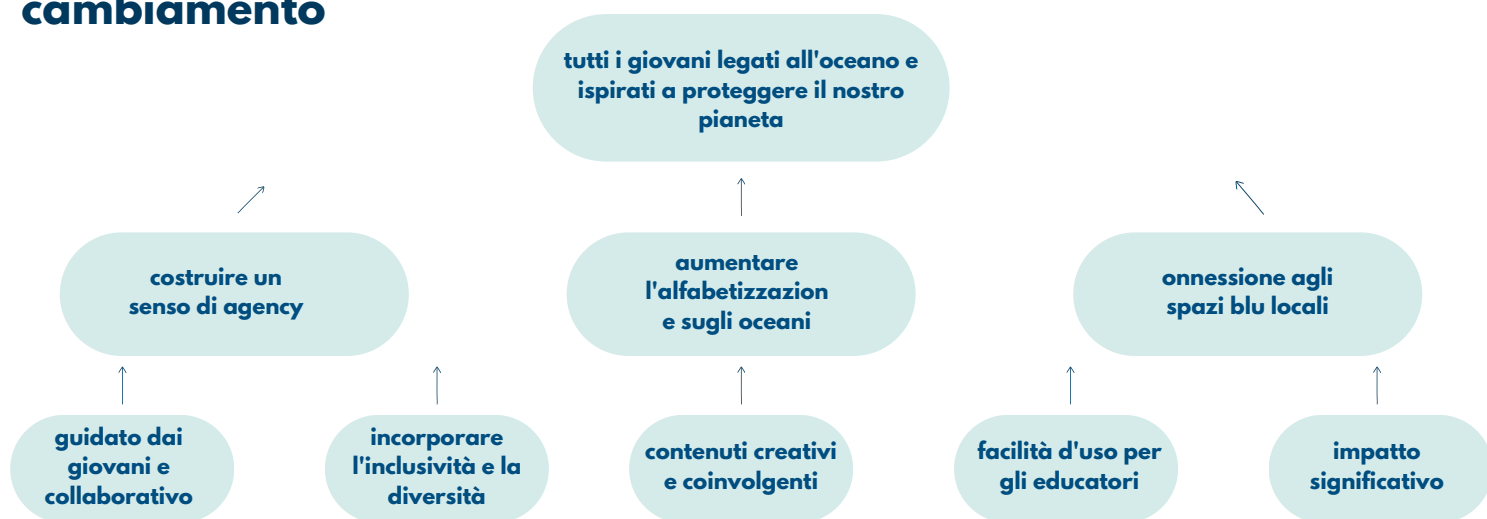 cambiamento
tutti i giovani legati all'oceano e
ispirati a proteggere il nostro
pianeta
costruire un
senso di agency
aumentare
l'alfabetizzazion
e sugli oceani
onnessione agli
spazi blu locali
guidato dai
giovani e
collaborativo
incorporare
l'inclusività e la
diversità
contenuti creativi
e coinvolgenti
facilità d'uso per
gli educatori
impatto
significativo